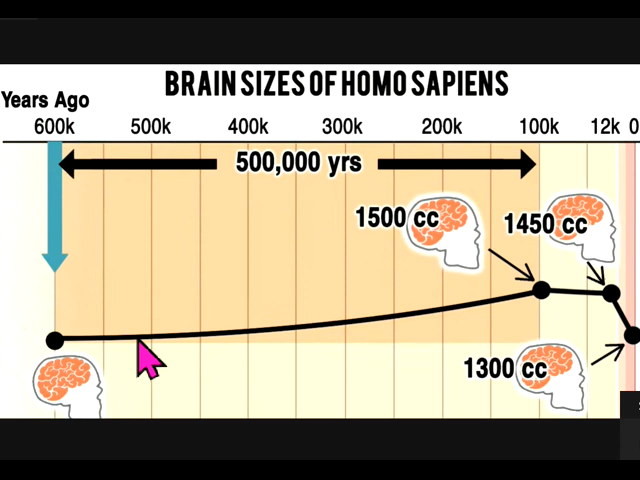 BRAIN SIZES OF HOMO SAPIENS
Years Ago
600k 500k 400k 300k 200k 100k 12k 0
500,000 yrs
1500 cc
1450 cc
1300 cc